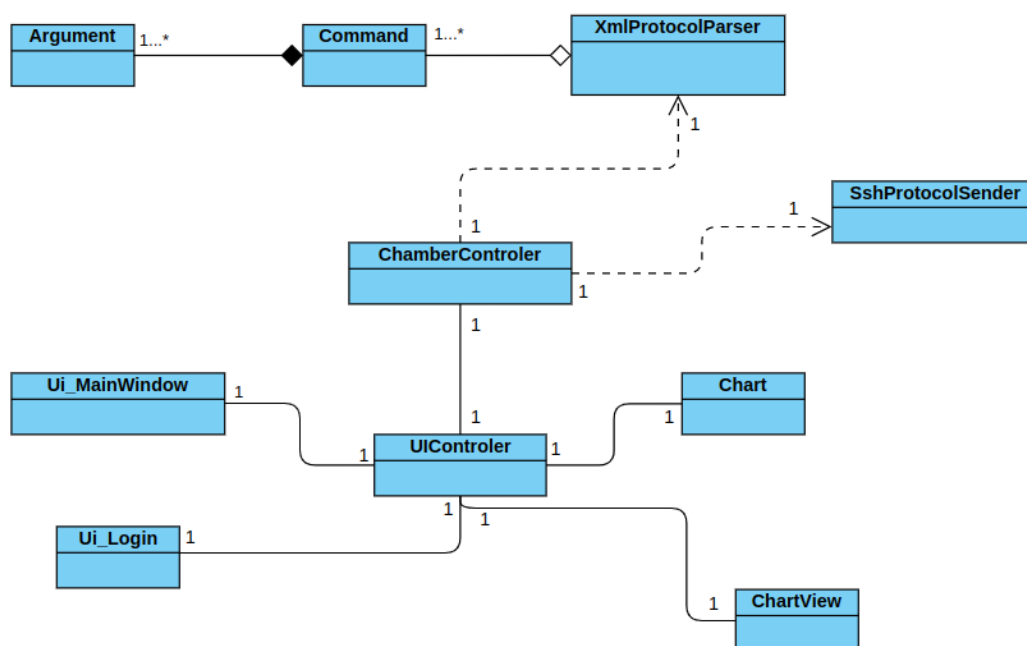 Argument
1...*
Command
1...*
XmlProtocolParser
1
SshProtocolSender
1
1
ChamberControler
1
1
Ui_MainWindow
1
Chart
1
1
UIControler
1
1
1
1
Ui_Login
1
1
ChartView